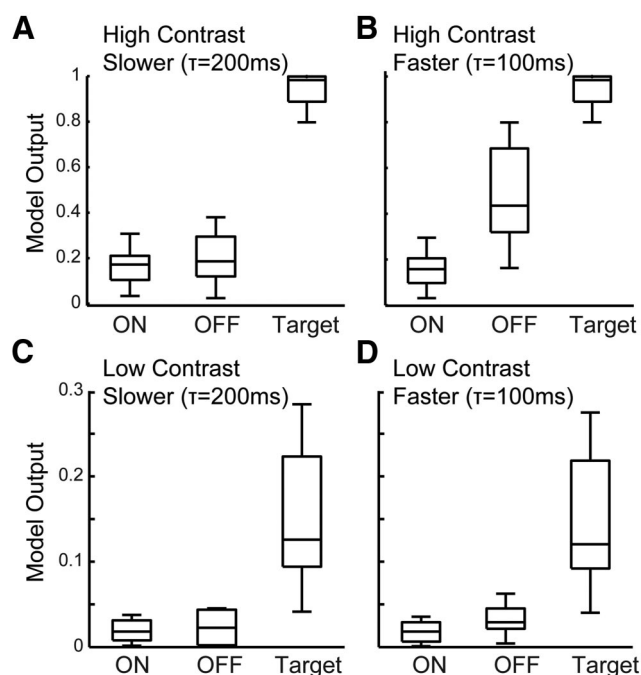 A
High Contrast
Slower (τ=200ms)
Model Output
1
0.8
0.6
0.4
0.2
0
ON OFF Target
B
High Contrast
Faster (τ=100ms)
ON OFF Target
C
Low Contrast
Slower (τ=200ms)
Model Output
0.3
0.2
0.1
0
ON OFF Target
D
Low Contrast
Faster (τ=100ms)
ON OFF Target